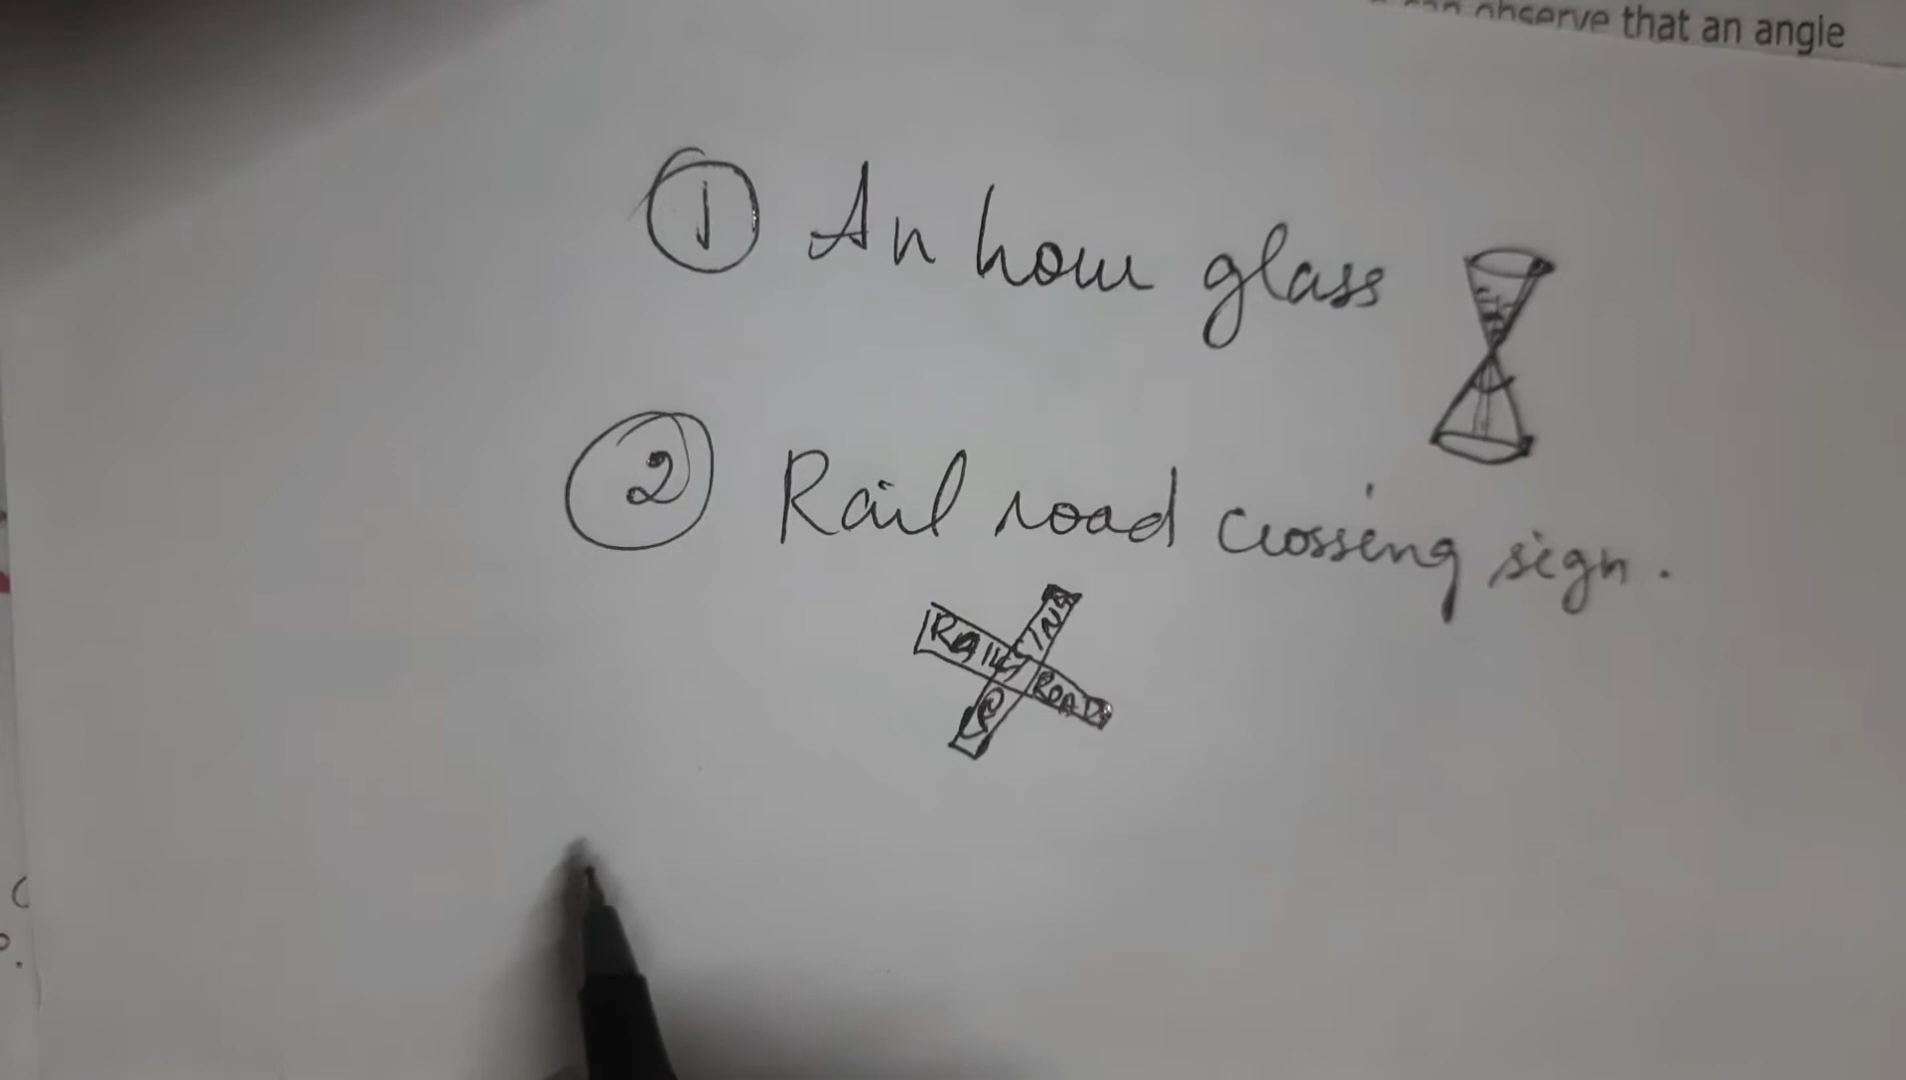 observe that an angle
① An hour glass
② Rail road crossing sign.
RAIL ROAD